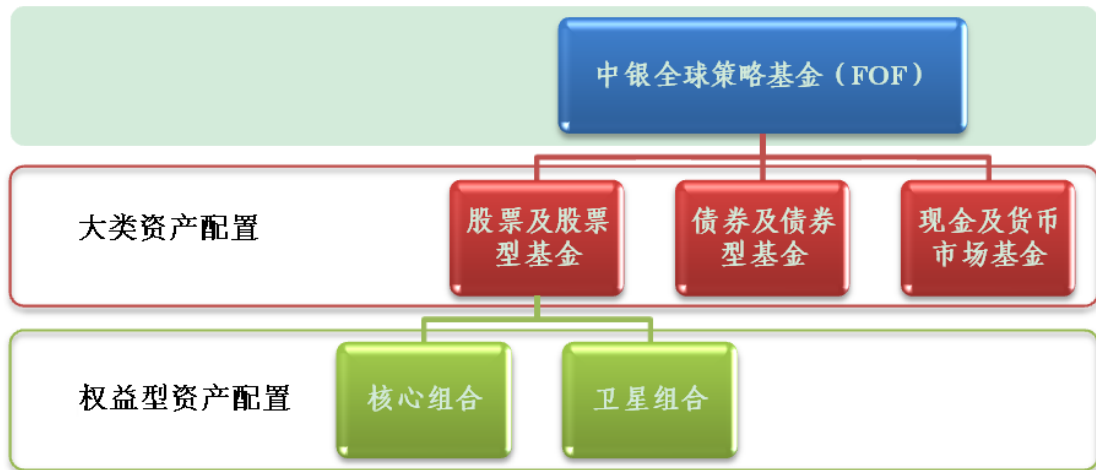 中银全球策略基金（FOF）
大类资产配置
股票及股票
型基金
债券及债券
型基金
现金及货币
市场基金
权益型资产配置
核心组合
卫星组合